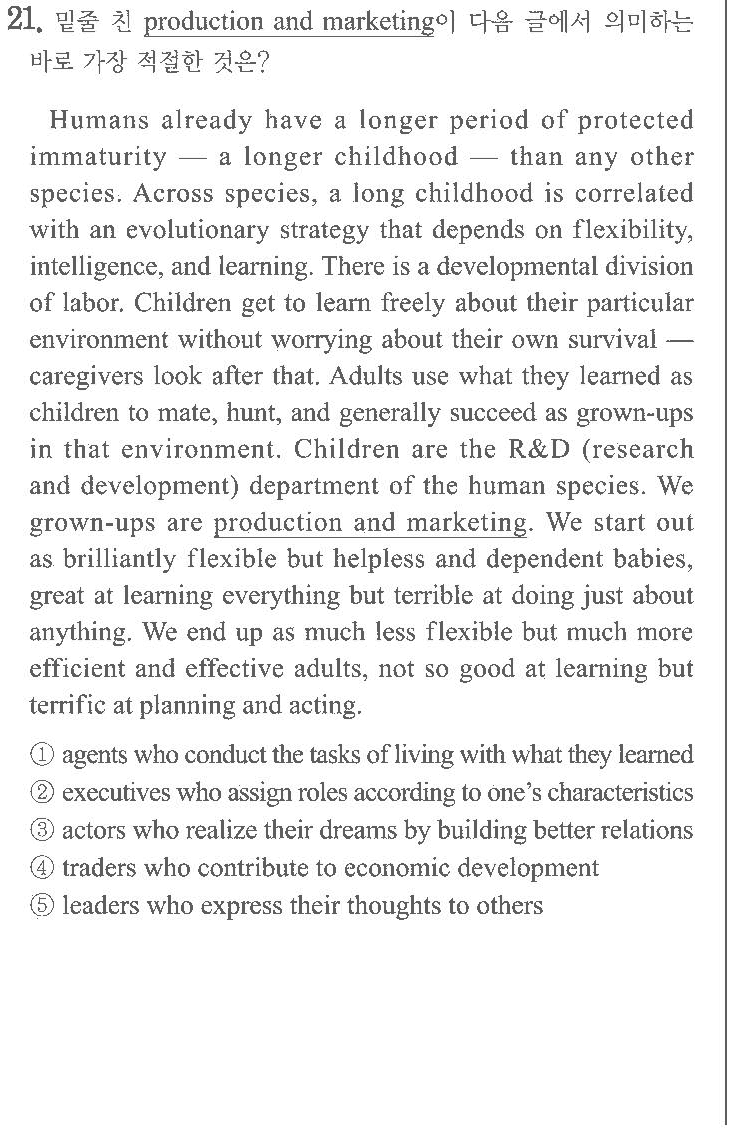 21. 밑줄 친 production and marketing이 다음 글에서 의미하는
바로 가장 적절한 것은?
Humans already have a longer period of protected
immaturity — a longer childhood — than any other
species. Across species, a long childhood is correlated
with an evolutionary strategy that depends on flexibility,
intelligence, and learning. There is a developmental division
of labor. Children get to learn freely about their particular
environment without worrying about their own survival —
caregivers look after that. Adults use what they learned as
children to mate, hunt, and generally succeed as grown-ups
in that environment. Children are the R&D (research
and development) department of the human species. We
grown-ups are production and marketing. We start out
as brilliantly flexible but helpless and dependent babies,
great at learning everything but terrible at doing just about
anything. We end up as much less flexible but much more
efficient and effective adults, not so good at learning but
terrific at planning and acting.
① agents who conduct the tasks of living with what they learned
② executives who assign roles according to one's characteristics
③ actors who realize their dreams by building better relations
④ traders who contribute to economic development
⑤ leaders who express their thoughts to others